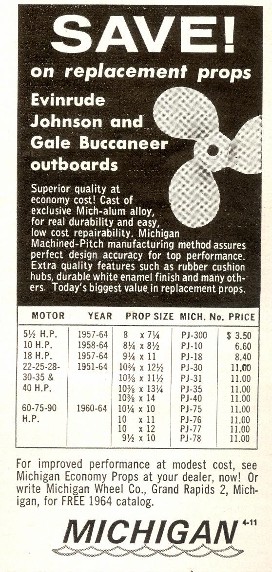 SAVE!
on replacement props
Evinrude
Johnson and
Gale Buccaneer
outboards
Superior quality at
economy cost! Cast of
exclusive Mich-alum alloy,
for real durability and easy,
low cost repairability. Michigan
Machined-Pitch manufacturing method assures
perfect design accuracy for top performance.
Extra quality features such as rubber cushion
hubs, durable white enamel finish and many oth-
ers. Today's biggest value in replacement props.
MOTOR YEAR PROP SIZE MICH. No. PRICE
5½ H.P. 1957-64 8 x 7¼ PJ-300 $ 3.50
10 H.P. 1958-64 8¼ x 8½ PJ-10 6.60
18 H.P. 1957-64 9¼ x 11 PJ-18 8.40
22-25-28- 1951-64 10⅜ x 12½ PJ-30 11.00
30-35 & 10⅜ x 11½ PJ-31 11.00
40 H.P. 10⅜ x 13¼ PJ-35 11.00
10⅜ x 14 PJ-40 11.00
60-75-90 1960-64 10¼ x 10 PJ-75 11.00
H.P. 10 x 11 PJ-76 11.00
10 x 12 PJ-77 11.00
9½ x 10 PJ-78 11.00
For improved performance at modest cost, see
Michigan Economy Props at your dealer, now! Or
write Michigan Wheel Co., Grand Rapids 2, Mich-
igan, for FREE 1964 catalog.
MICHIGAN 4-11